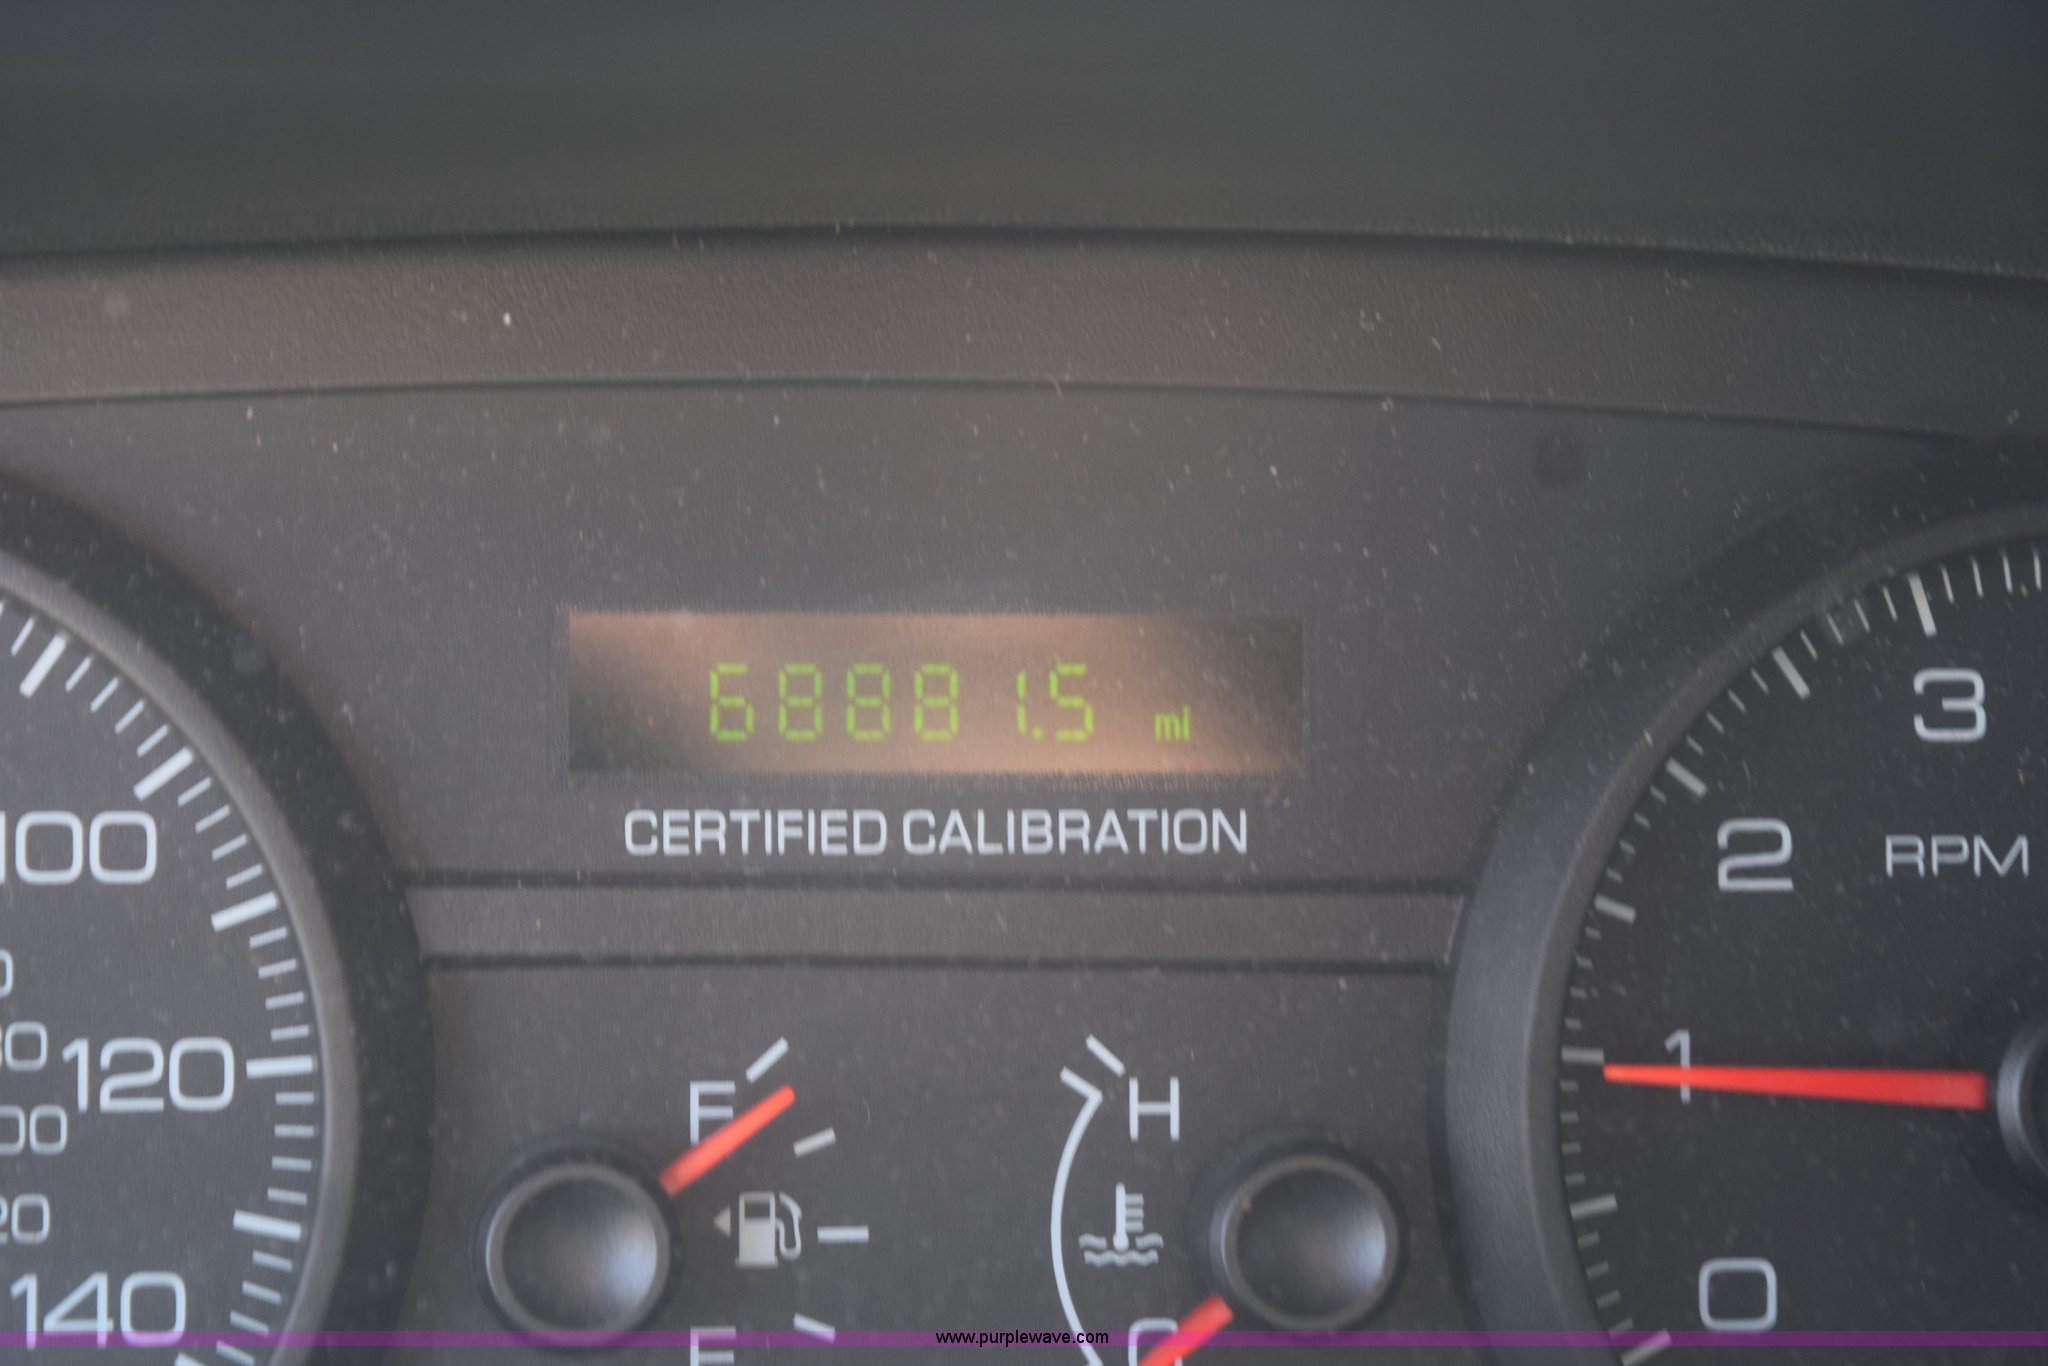 68881.5 mi
CERTIFIED CALIBRATION
3
2
RPM
1
0
100
120
140
F
H
C
www.purplewave.com